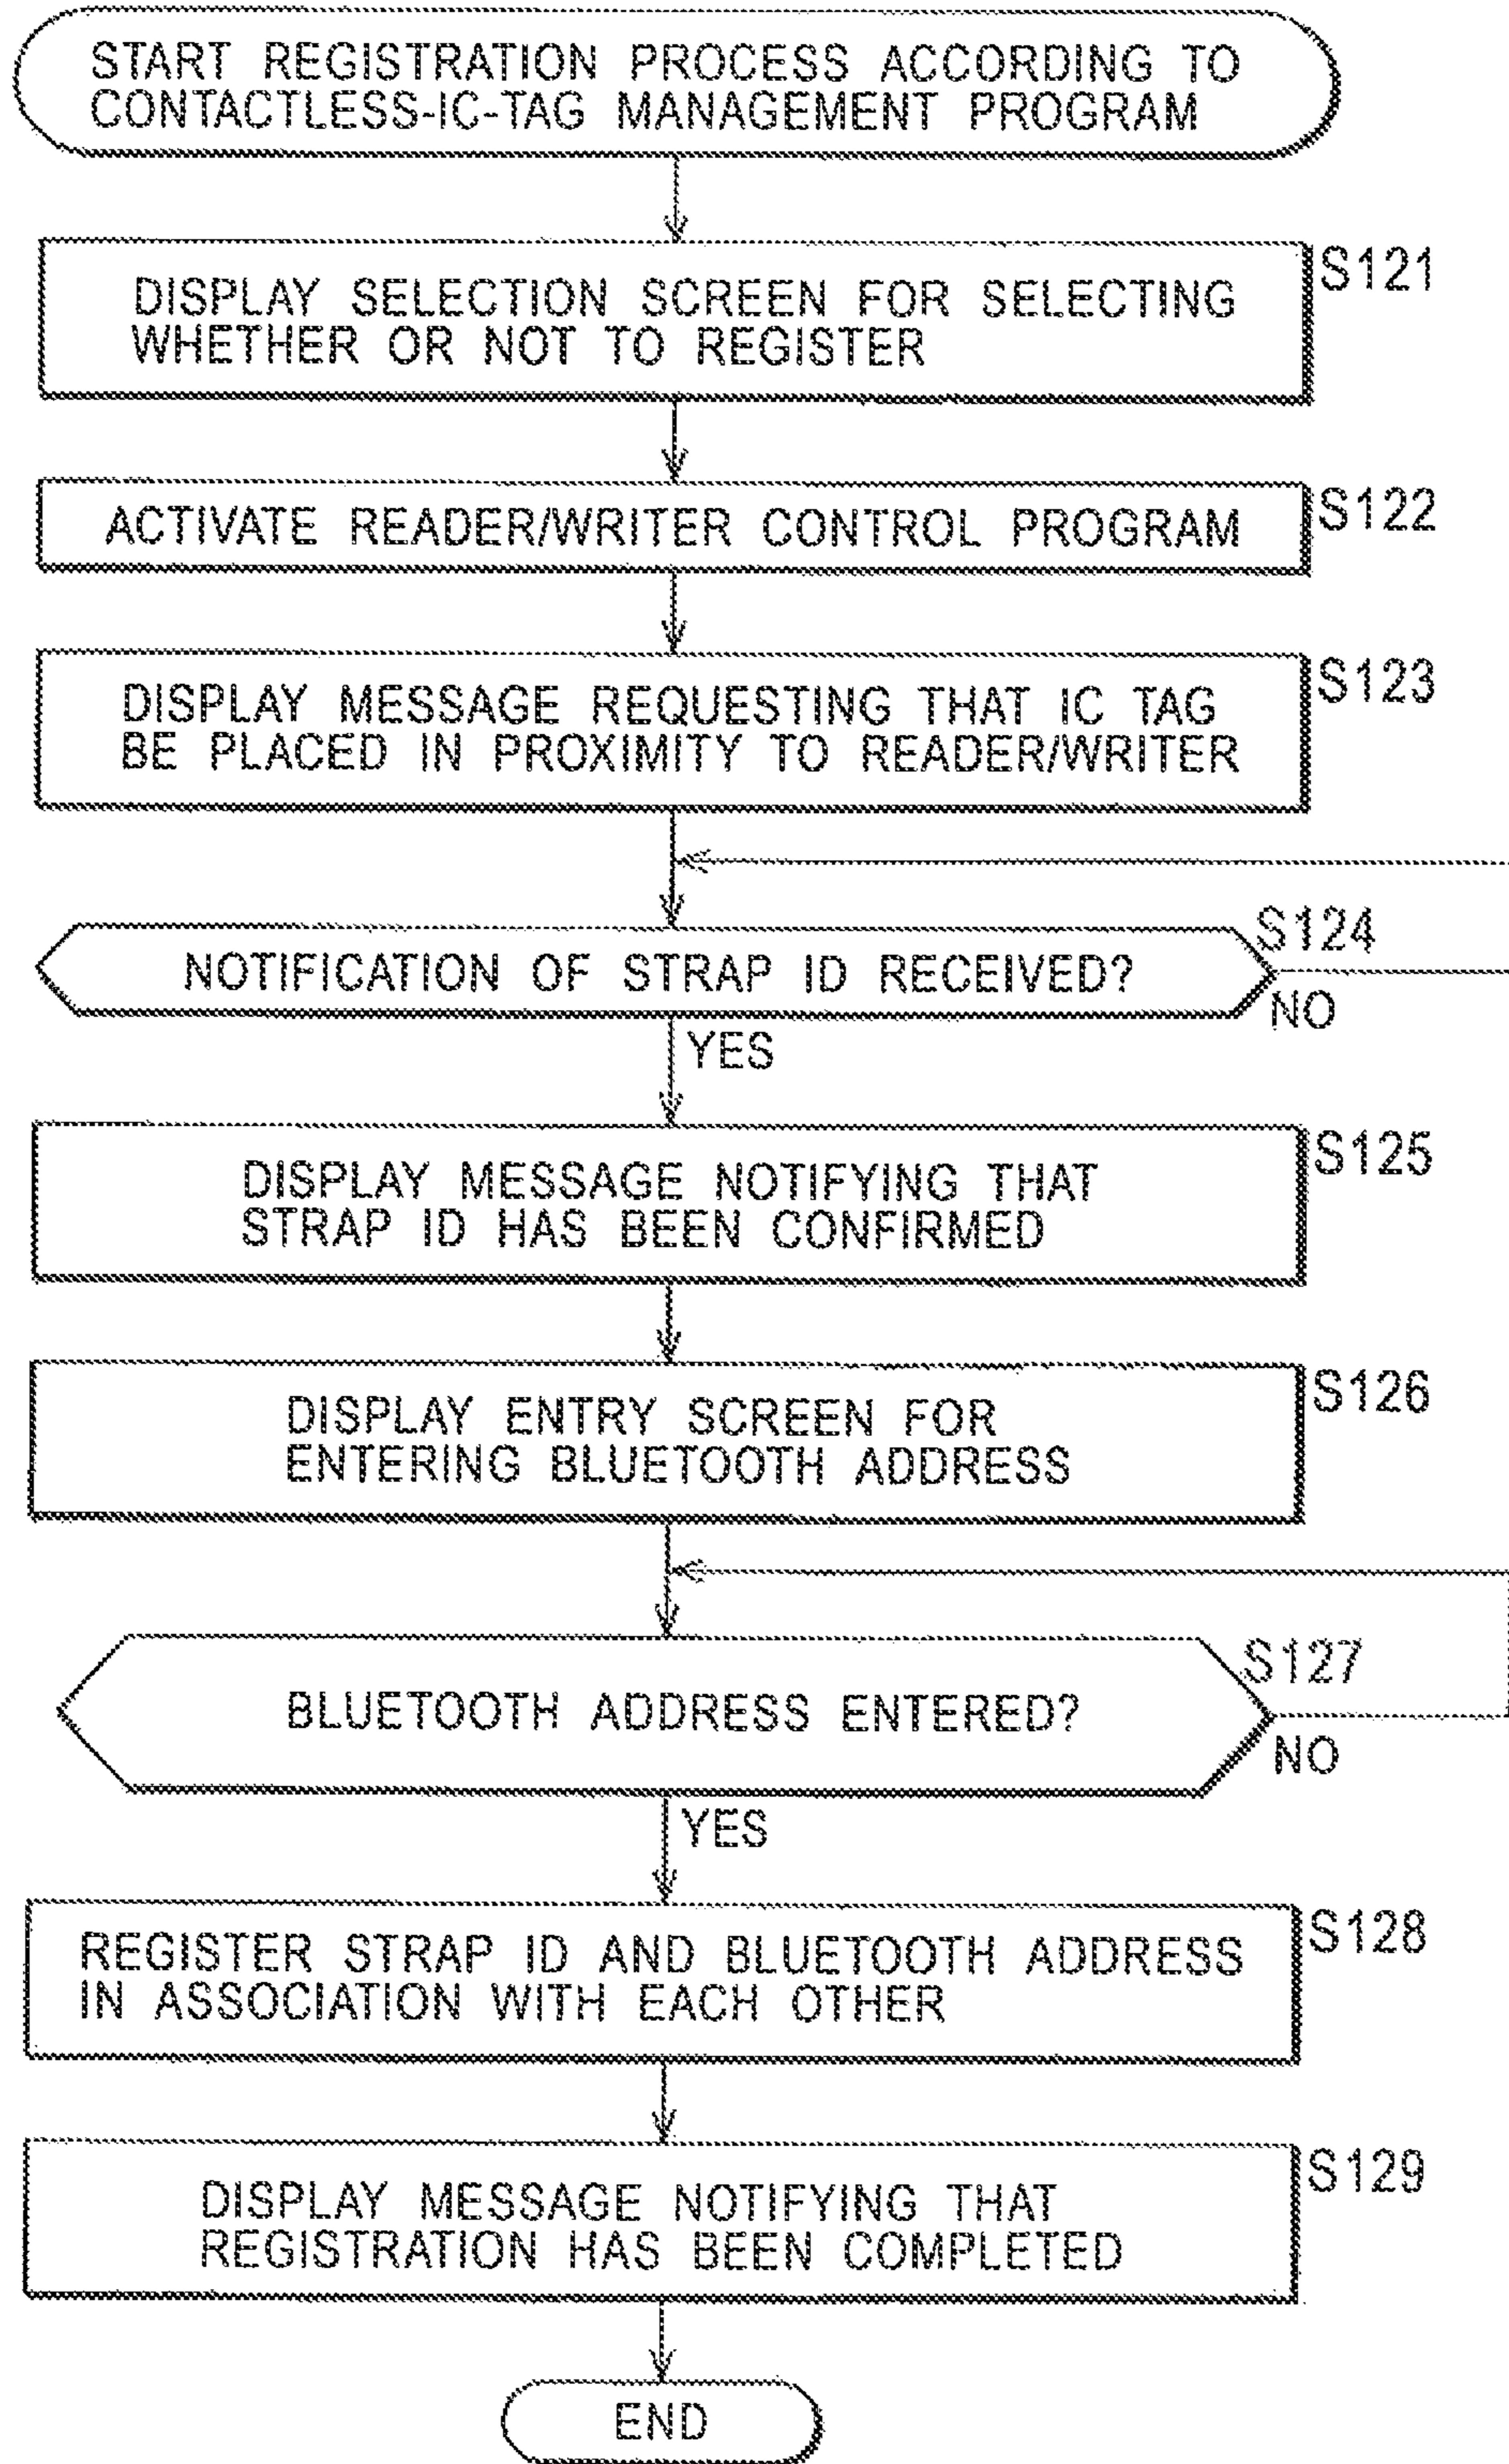 START REGISTRATION PROCESS ACCORDING TO
CONTACTLESS-IC-TAG MANAGEMENT PROGRAM
S121
DISPLAY SELECTION SCREEN FOR SELECTING
WHETHER OR NOT TO REGISTER
S122
ACTIVATE READER/WRITER CONTROL PROGRAM
S123
DISPLAY MESSAGE REQUESTING THAT IC TAG
BE PLACED IN PROXIMITY TO READER/WRITER
S124
NOTIFICATION OF STRAP ID RECEIVED?
NO
YES
S125
DISPLAY MESSAGE NOTIFYING THAT
STRAP ID HAS BEEN CONFIRMED
S126
DISPLAY ENTRY SCREEN FOR
ENTERING BLUETOOTH ADDRESS
S127
BLUETOOTH ADDRESS ENTERED?
NO
YES
S128
REGISTER STRAP ID AND BLUETOOTH ADDRESS
IN ASSOCIATION WITH EACH OTHER
S129
DISPLAY MESSAGE NOTIFYING THAT
REGISTRATION HAS BEEN COMPLETED
END